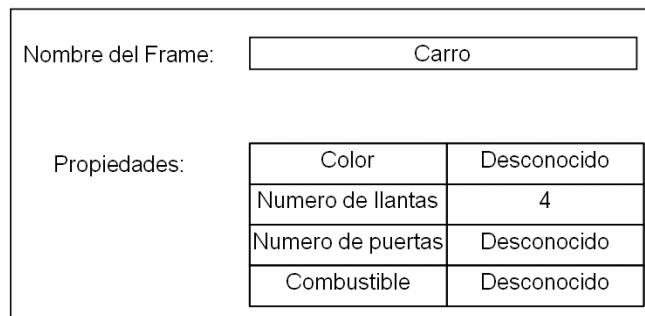 Nombre del Frame: Carro
Propiedades: Color Desconocido
Numero de llantas 4
Numero de puertas Desconocido
Combustible Desconocido